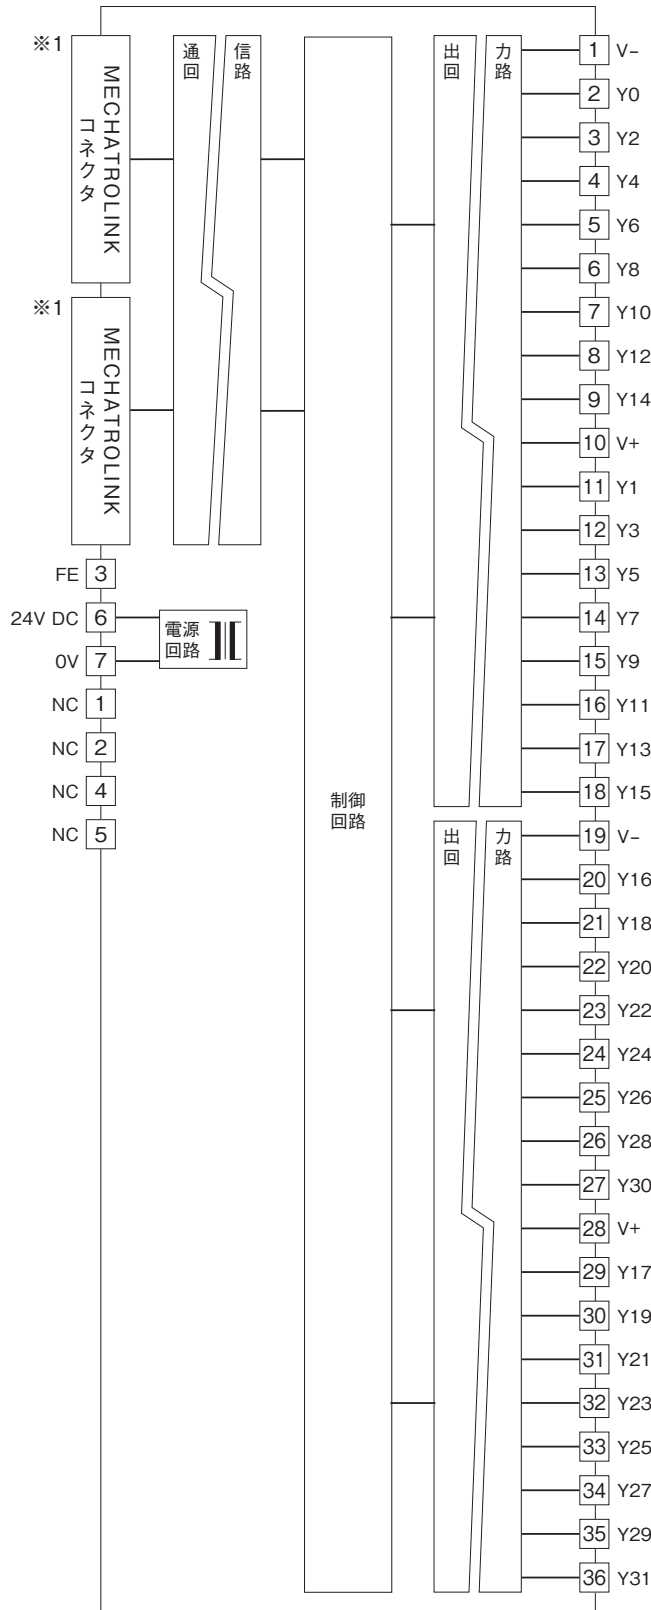 ※1
MECHATROLINK
コネクタ
※1
MECHATROLINK
コネクタ
通信
回路
FE 3
24V DC 6
0V 7
NC 1
NC 2
NC 4
NC 5
電源
回路
制御
回路
出力
回路
1 V−
2 Y0
3 Y2
4 Y4
5 Y6
6 Y8
7 Y10
8 Y12
9 Y14
10 V+
11 Y1
12 Y3
13 Y5
14 Y7
15 Y9
16 Y11
17 Y13
18 Y15
出力
回路
19 V−
20 Y16
21 Y18
22 Y20
23 Y22
24 Y24
25 Y26
26 Y28
27 Y30
28 V+
29 Y17
30 Y19
31 Y21
32 Y23
33 Y25
34 Y27
35 Y29
36 Y31